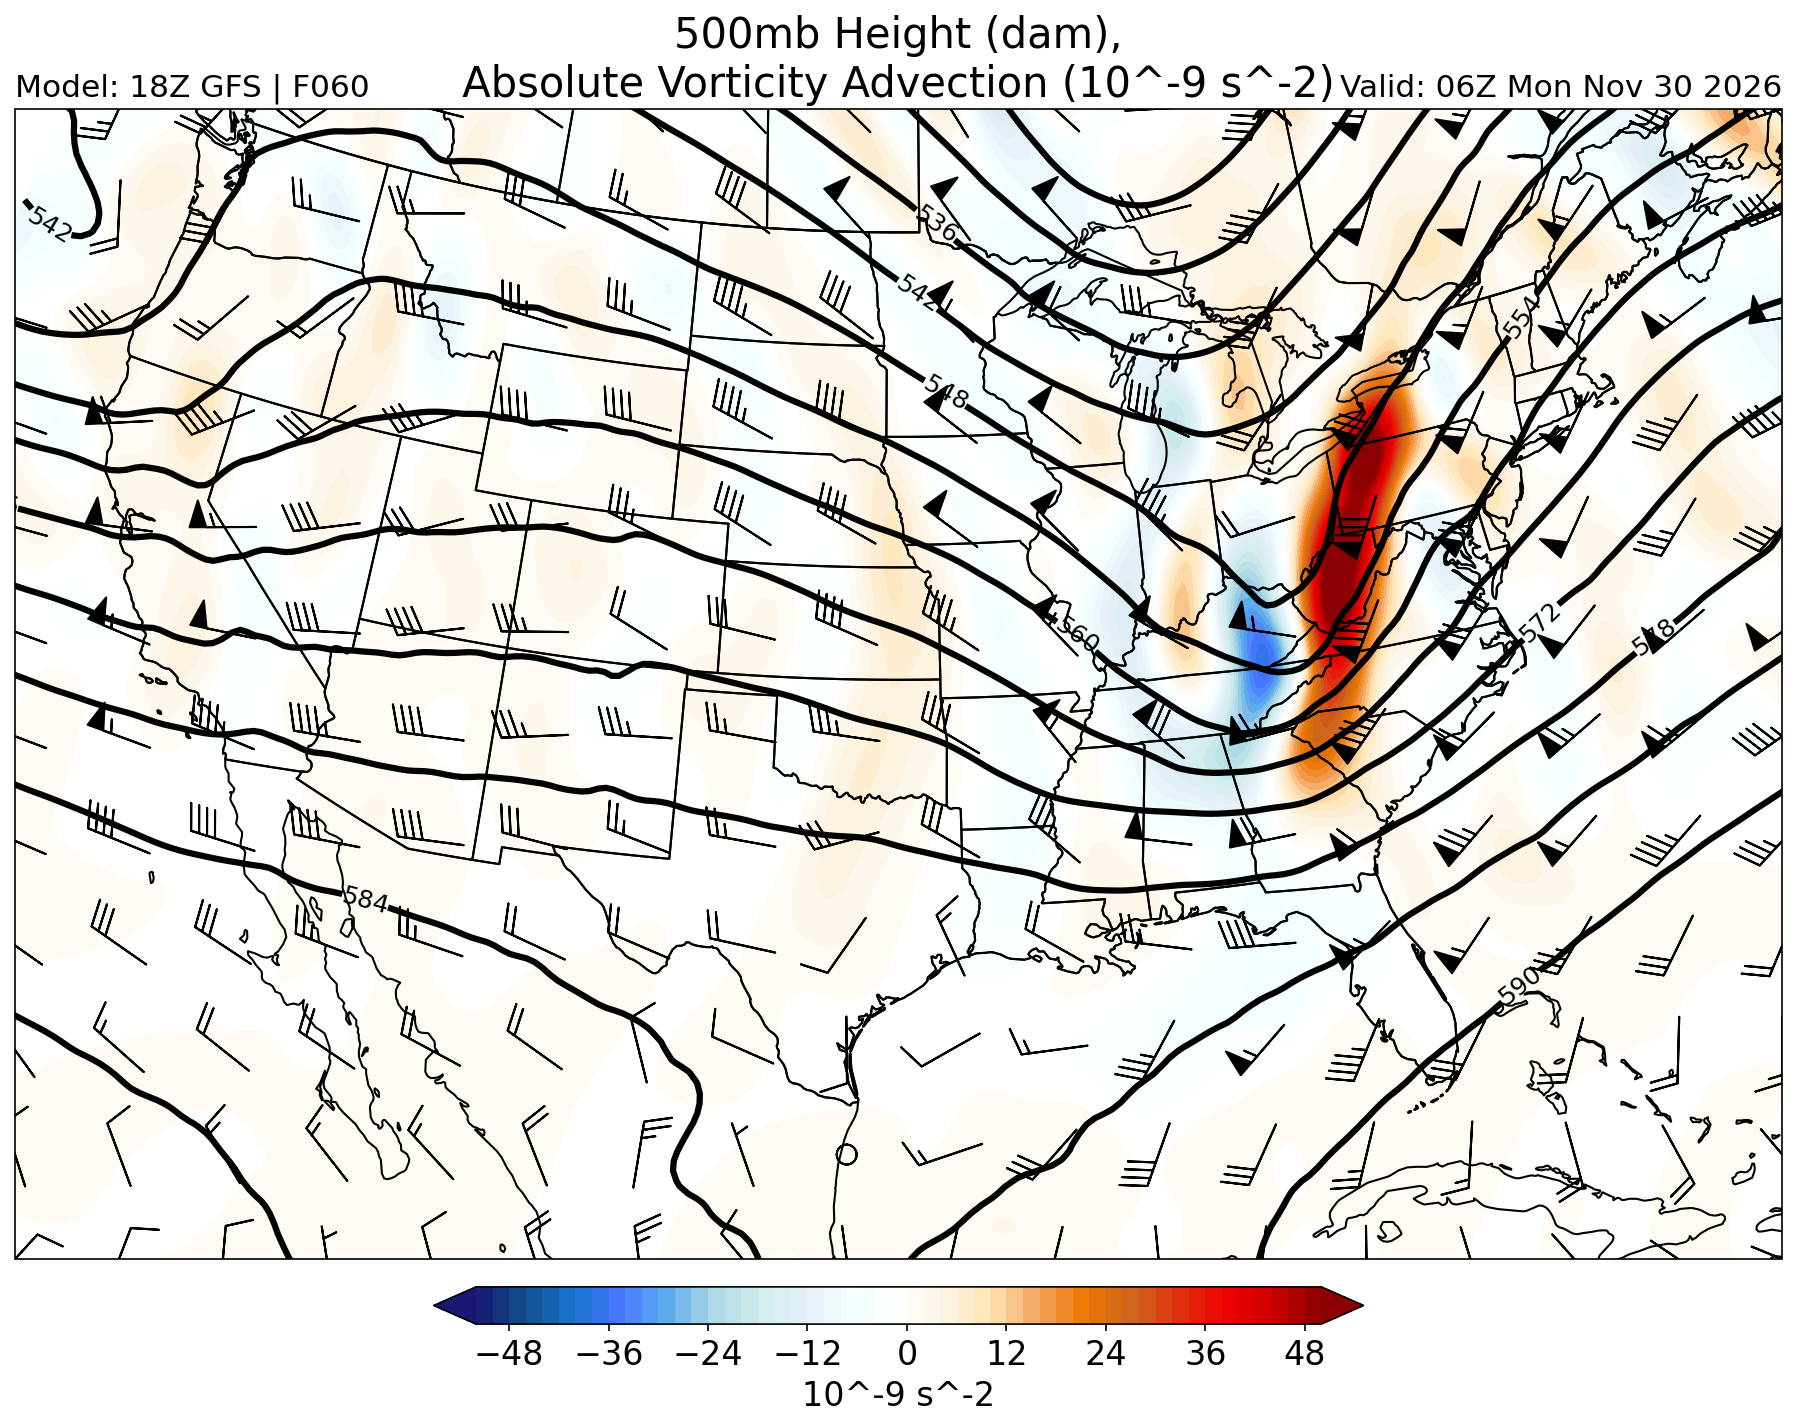 500mb Height (dam),
Model: 18Z GFS | F060
Absolute Vorticity Advection (10^-9 s^-2)
Valid: 06Z Mon Nov 30 2026
542
536
542
554
548
560
572
578
584
590
−48 −36 −24 −12 0 12 24 36 48
10^-9 s^-2